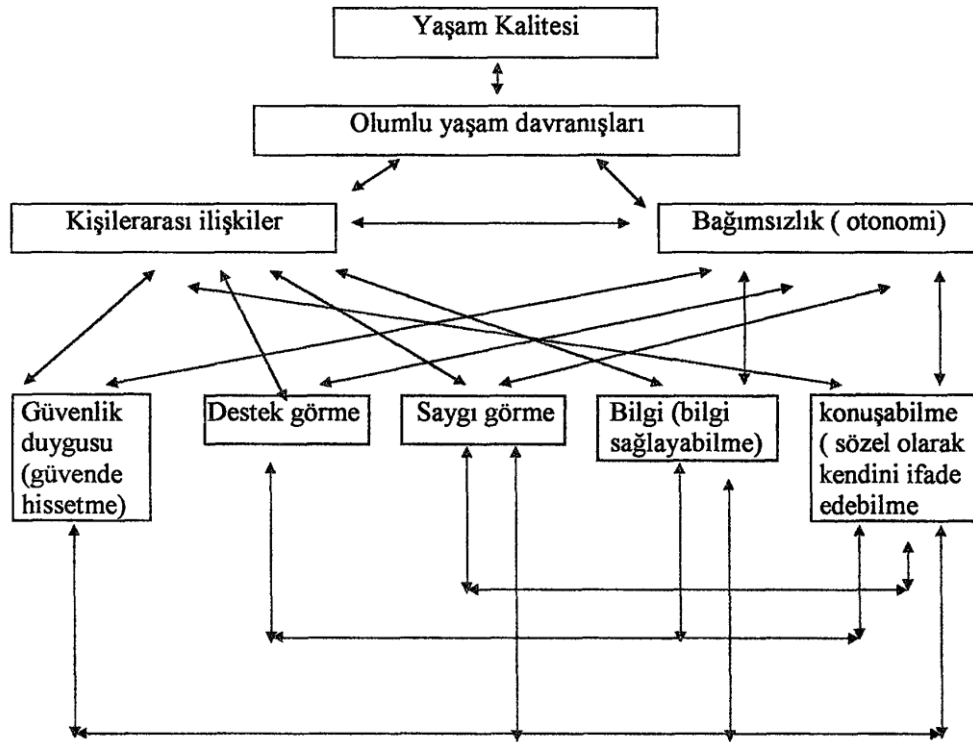 Yaşam Kalitesi
Olumlu yaşam davranışları
Kişilerarası ilişkiler
Bağımsızlık ( otonomi)
Güvenlik
duygusu
(güvende
hissetme)
Destek görme
Saygı görme
Bilgi (bilgi
sağlayabilme)
konuşabilme
( sözel olarak
kendini ifade
edebilme